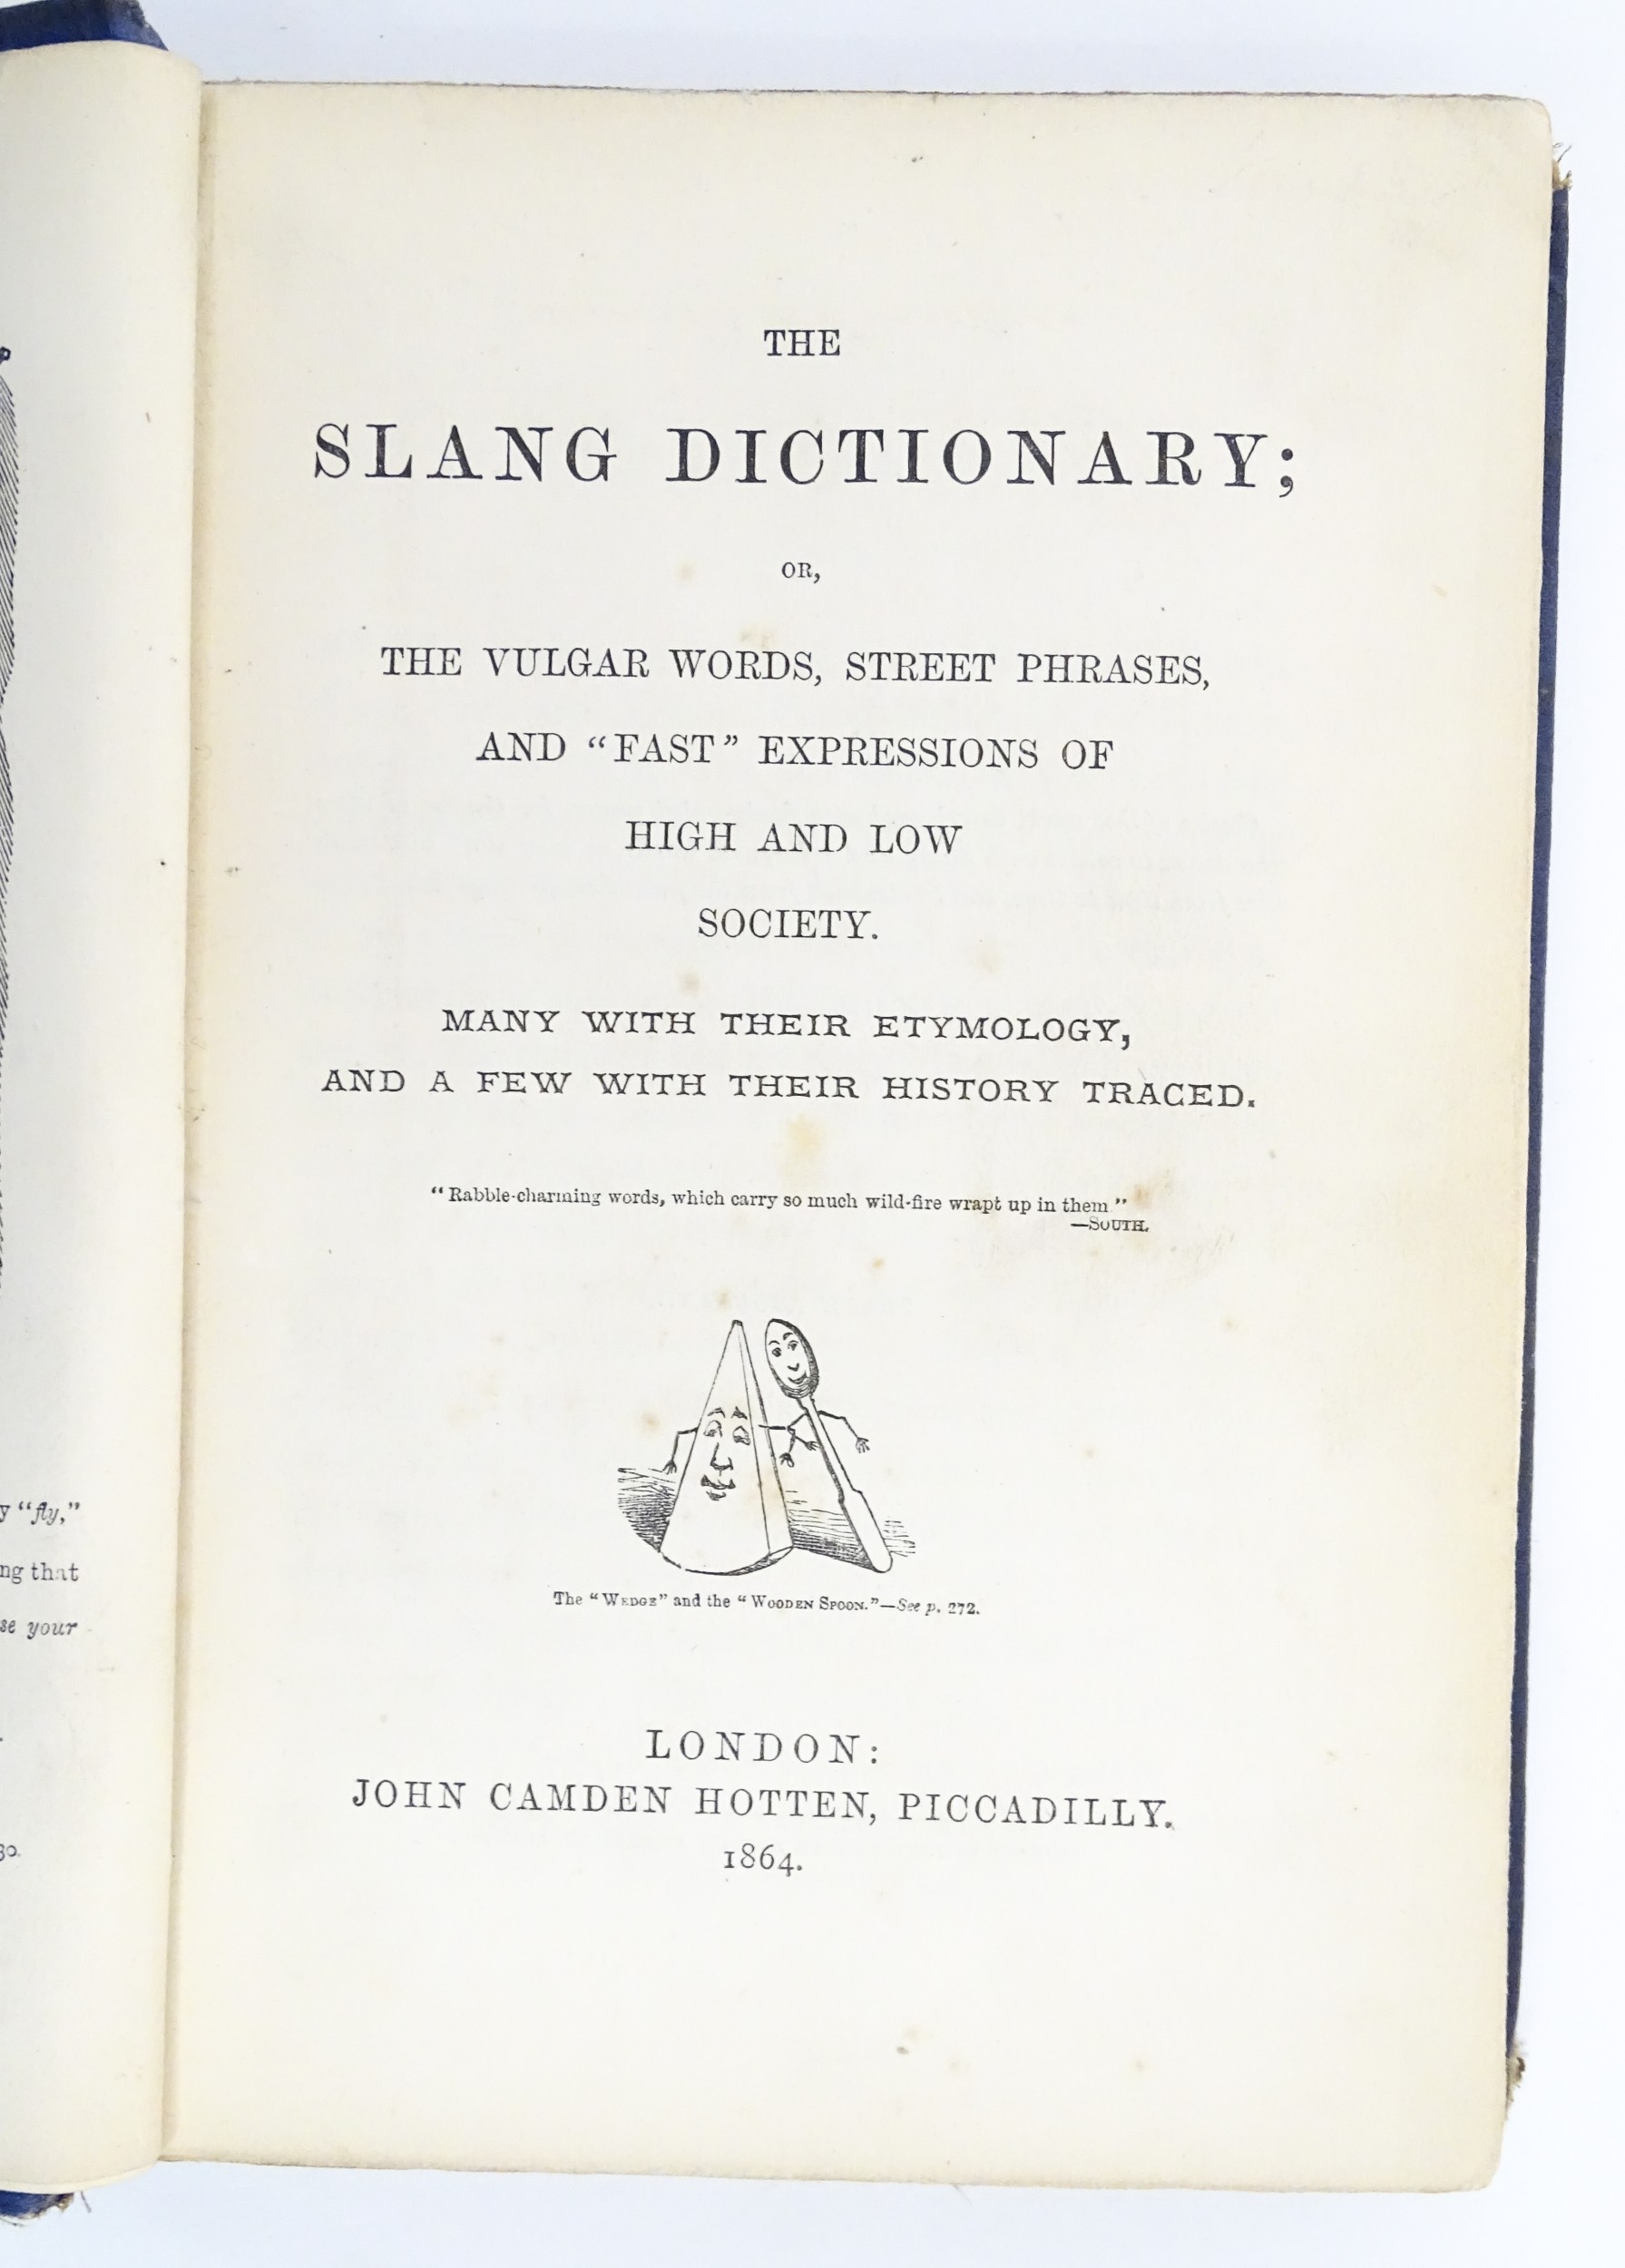 y "fly,"
ng that
se your
30.
THE
SLANG DICTIONARY;
OR,
THE VULGAR WORDS, STREET PHRASES,
AND "FAST" EXPRESSIONS OF
HIGH AND LOW
SOCIETY.
MANY WITH THEIR ETYMOLOGY,
AND A FEW WITH THEIR HISTORY TRACED.
"Rabble-charming words, which carry so much wild-fire wrapt up in them"
—SOUTH.
The "WEDGE" and the "WOODEN SPOON."—See p. 272.
LONDON:
JOHN CAMDEN HOTTEN, PICCADILLY.
1864.